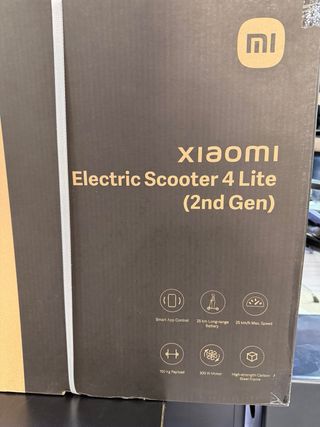 mi
xiaomi
Electric Scooter 4 Lite
(2nd Gen)
Smart App Control
25 km Long-range
Battery
25 km/h Max. Speed
100 kg Payload
300 W Motor
High-strength Carbon
Steel Frame